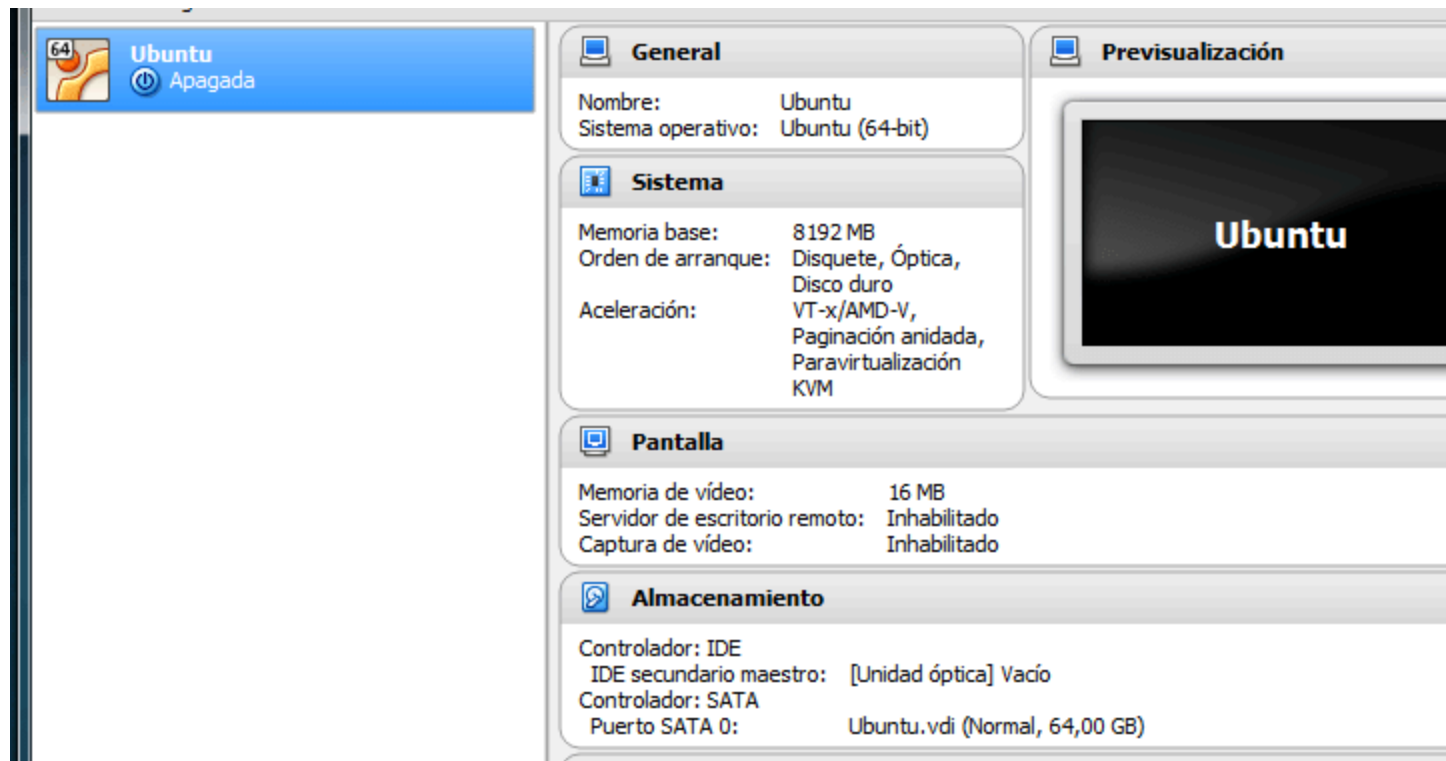 64
Ubuntu
Apagada
General
Nombre: Ubuntu
Sistema operativo: Ubuntu (64-bit)
Previsualización
Ubuntu
Sistema
Memoria base: 8192 MB
Orden de arranque: Disquete, Óptica,
Disco duro
Aceleración: VT-x/AMD-V,
Paginación anidada,
Paravirtualización
KVM
Pantalla
Memoria de vídeo: 16 MB
Servidor de escritorio remoto: Inhabilitado
Captura de vídeo: Inhabilitado
Almacenamiento
Controlador: IDE
IDE secundario maestro: [Unidad óptica] Vacío
Controlador: SATA
Puerto SATA 0: Ubuntu.vdi (Normal, 64,00 GB)